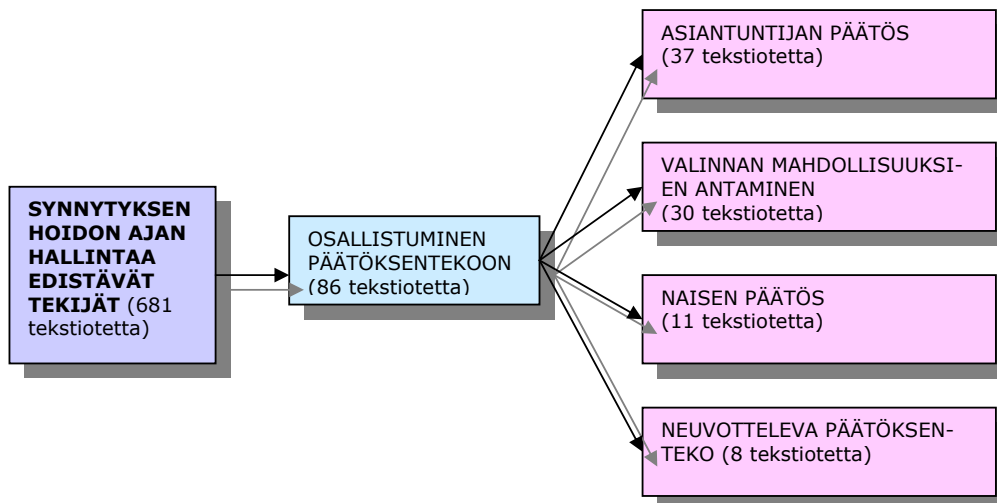 SYNNYTYKSEN
HOIDON AJAN
HALLINTAA
EDISTÄVÄT
TEKIJÄT (681
tekstiotetta)
OSALLISTUMINEN
PÄÄTÖKSENTEKOON
(86 tekstiotetta)
ASIANTUNTIJAN PÄÄTÖS
(37 tekstiotetta)
VALINNAN MAHDOLLISUUKSI-
EN ANTAMINEN
(30 tekstiotetta)
NAISEN PÄÄTÖS
(11 tekstiotetta)
NEUVOTTELEVA PÄÄTÖKSEN-
TEKO (8 tekstiotetta)